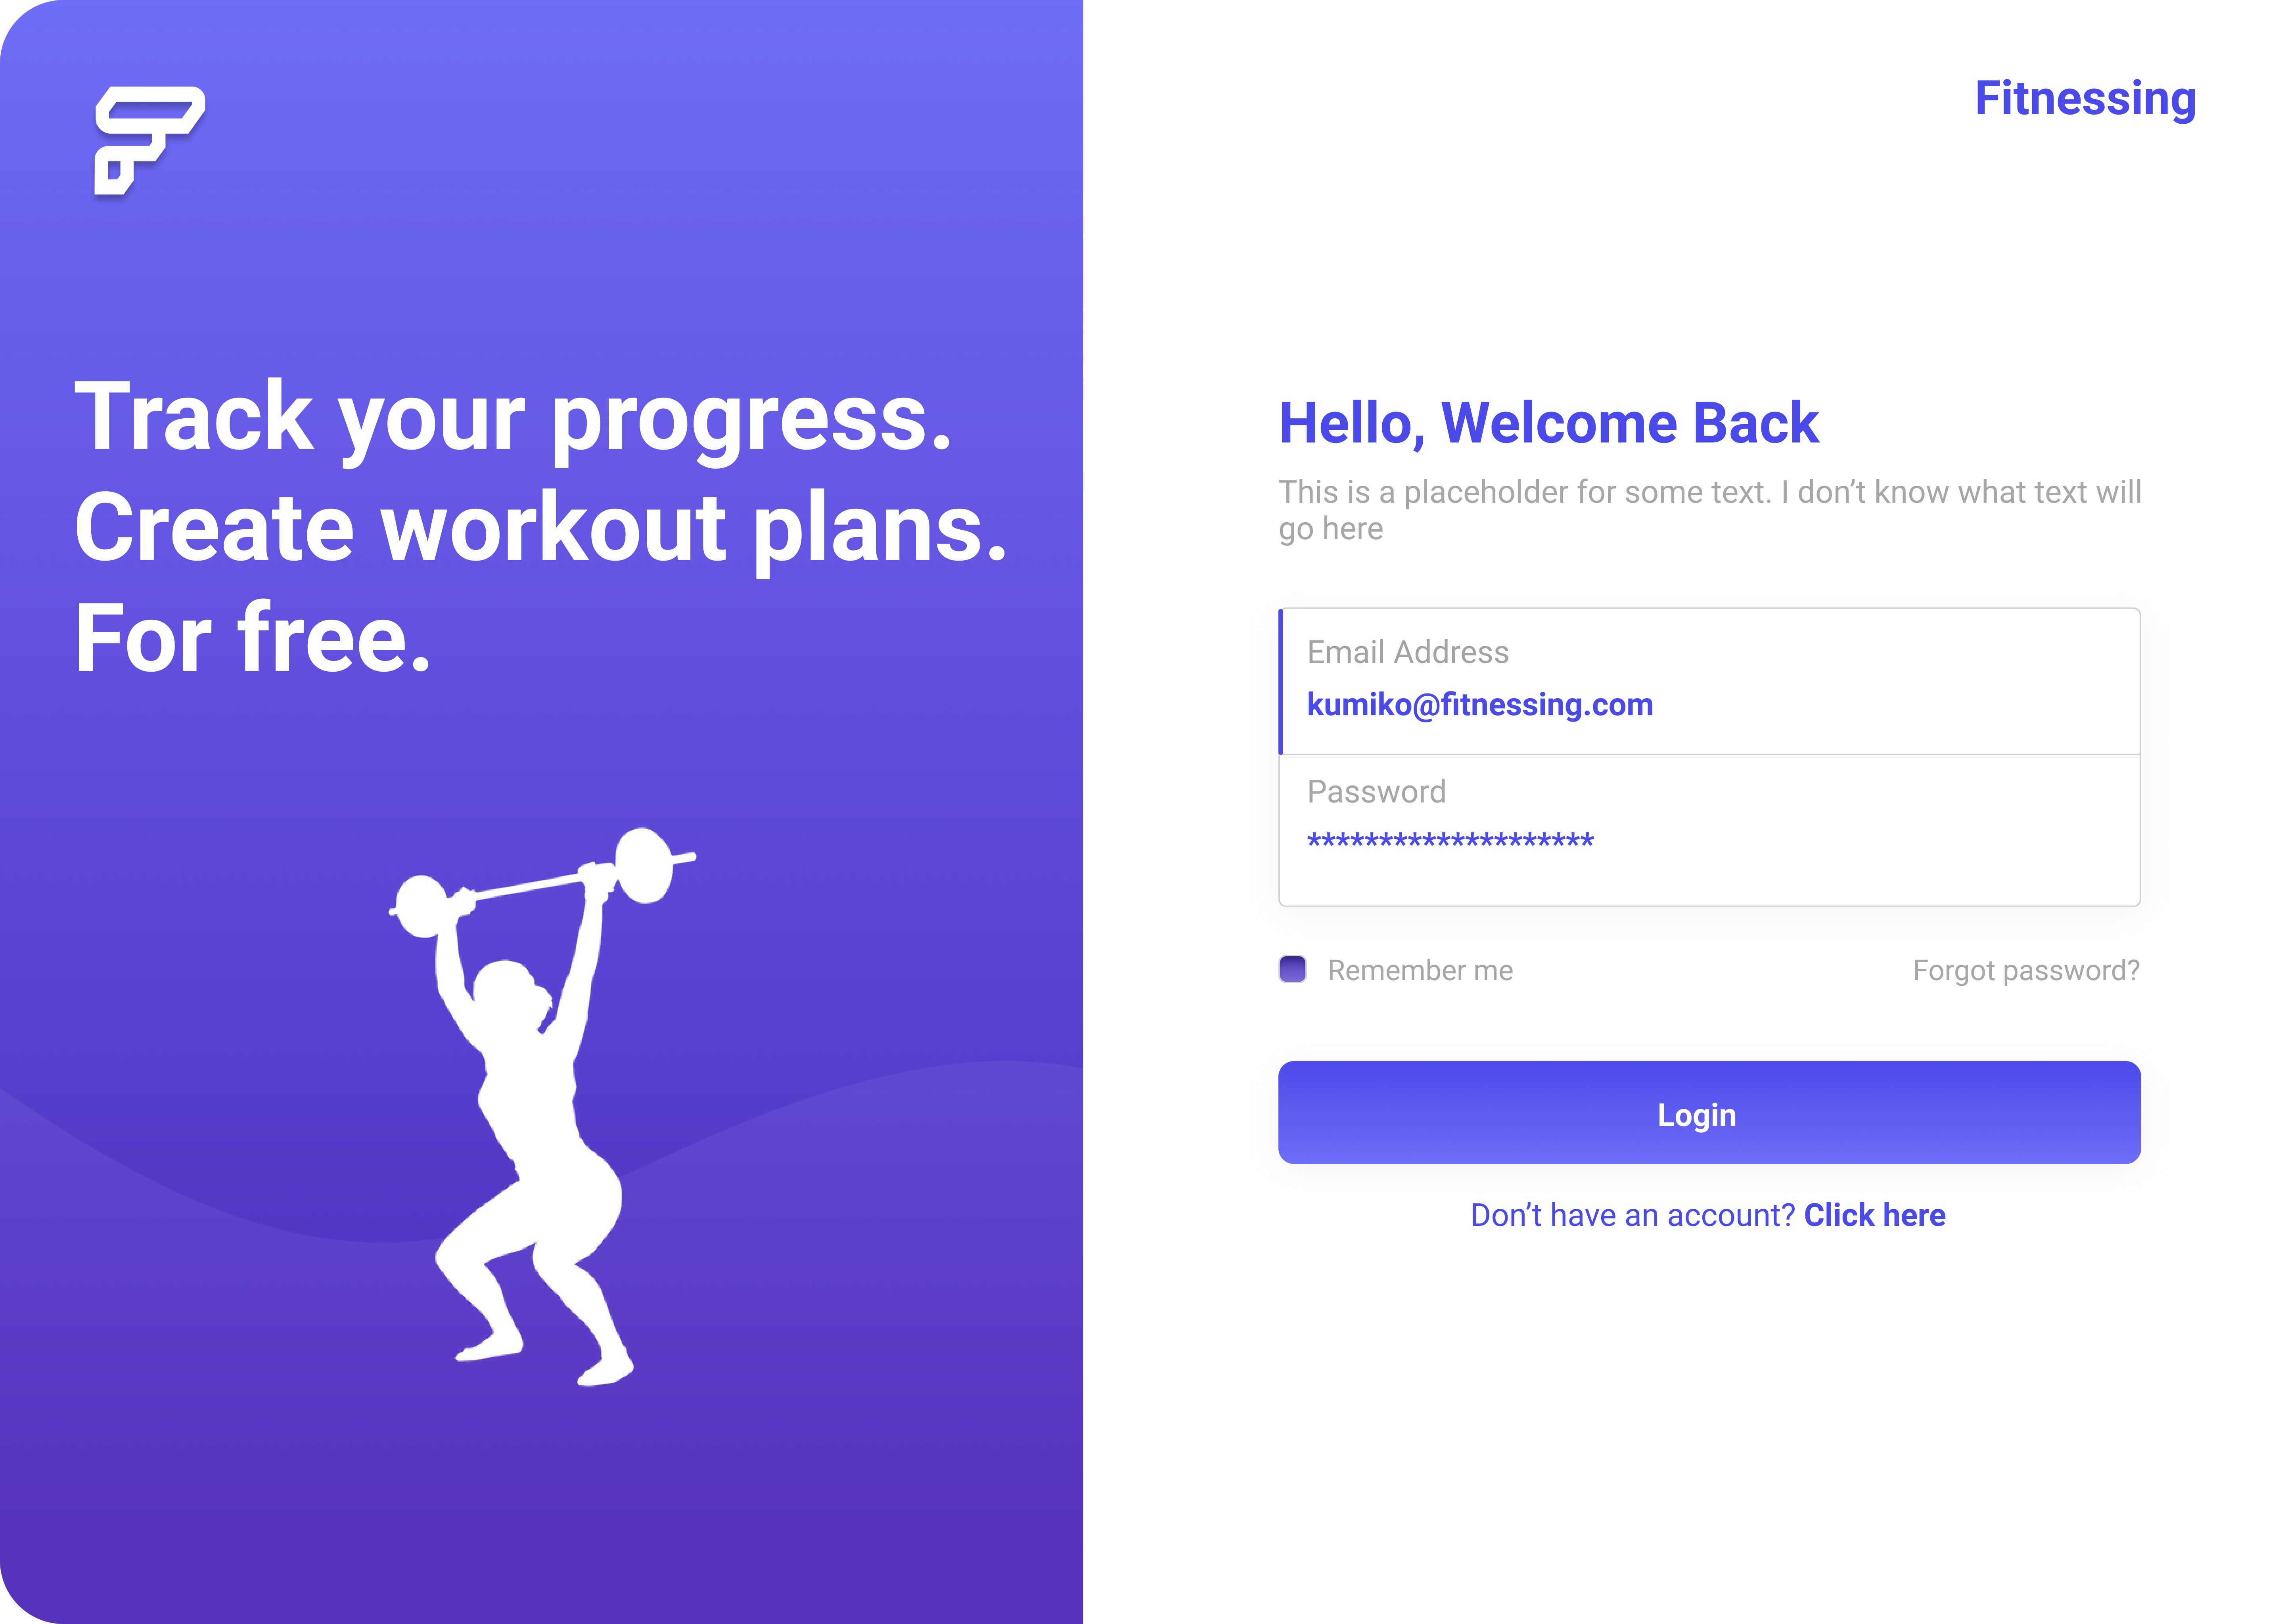 Track your progress.
Create workout plans.
For free.
Fitnessing
Hello, Welcome Back
This is a placeholder for some text. I don’t know what text will
go here
Email Address
kumiko@fitnessing.com
Password
********************
Remember me
Forgot password?
Login
Don’t have an account? Click here